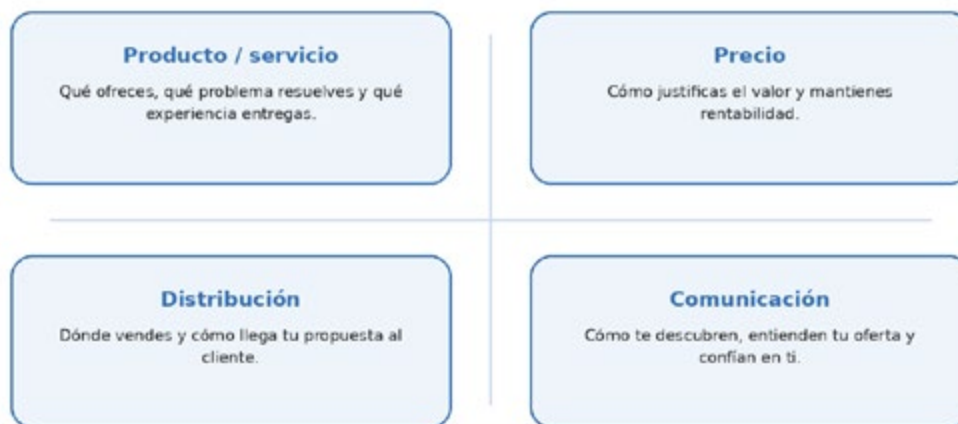 Producto / servicio
Qué ofreces, qué problema resuelves y qué
experiencia entregas.
Precio
Cómo justificas el valor y mantienes
rentabilidad.
Distribución
Dónde vendes y cómo llega tu propuesta al
cliente.
Comunicación
Cómo te descubren, entienden tu oferta y
confían en ti.